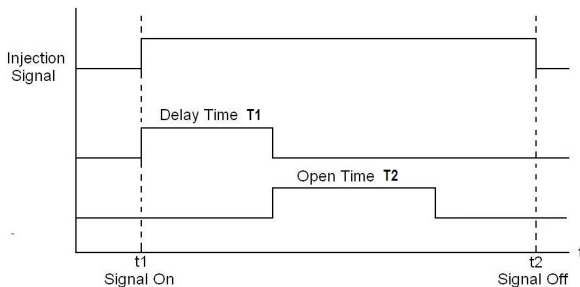 Injection
Signal
Delay Time T1
Open Time T2
t1
t2
t
Signal On
Signal Off